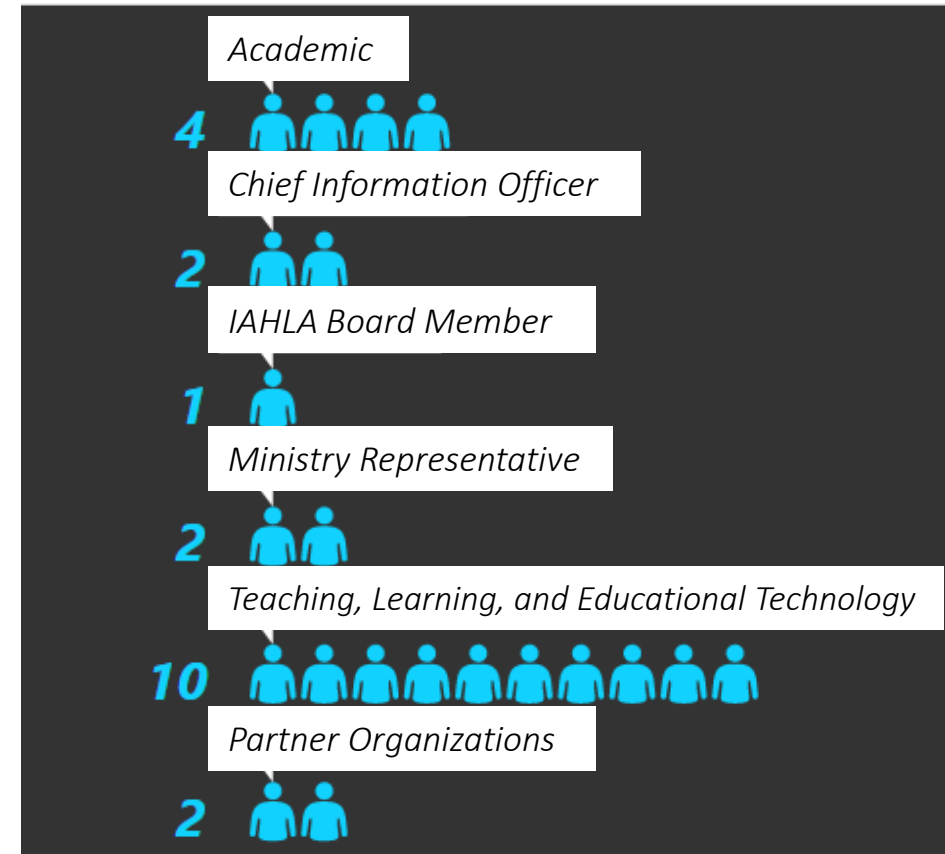 Academic
4
Chief Information Officer
2
IAHLA Board Member
1
Ministry Representative
2
Teaching, Learning, and Educational Technology
10
Partner Organizations
2